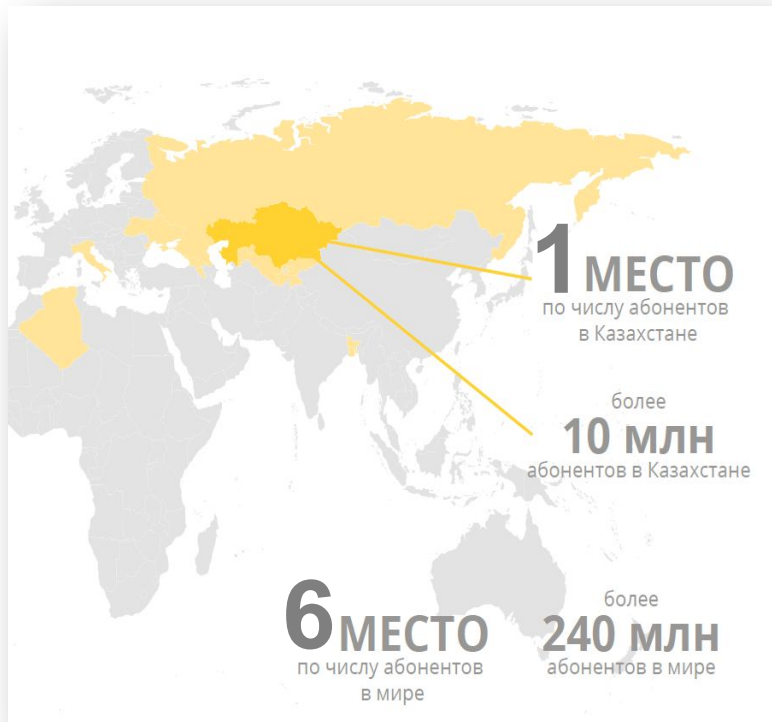 1 МЕСТО
по числу абонентов
в Казахстане
более
10 млн
абонентов в Казахстане
6 МЕСТО
по числу абонентов
в мире
более
240 млн
абонентов в мире